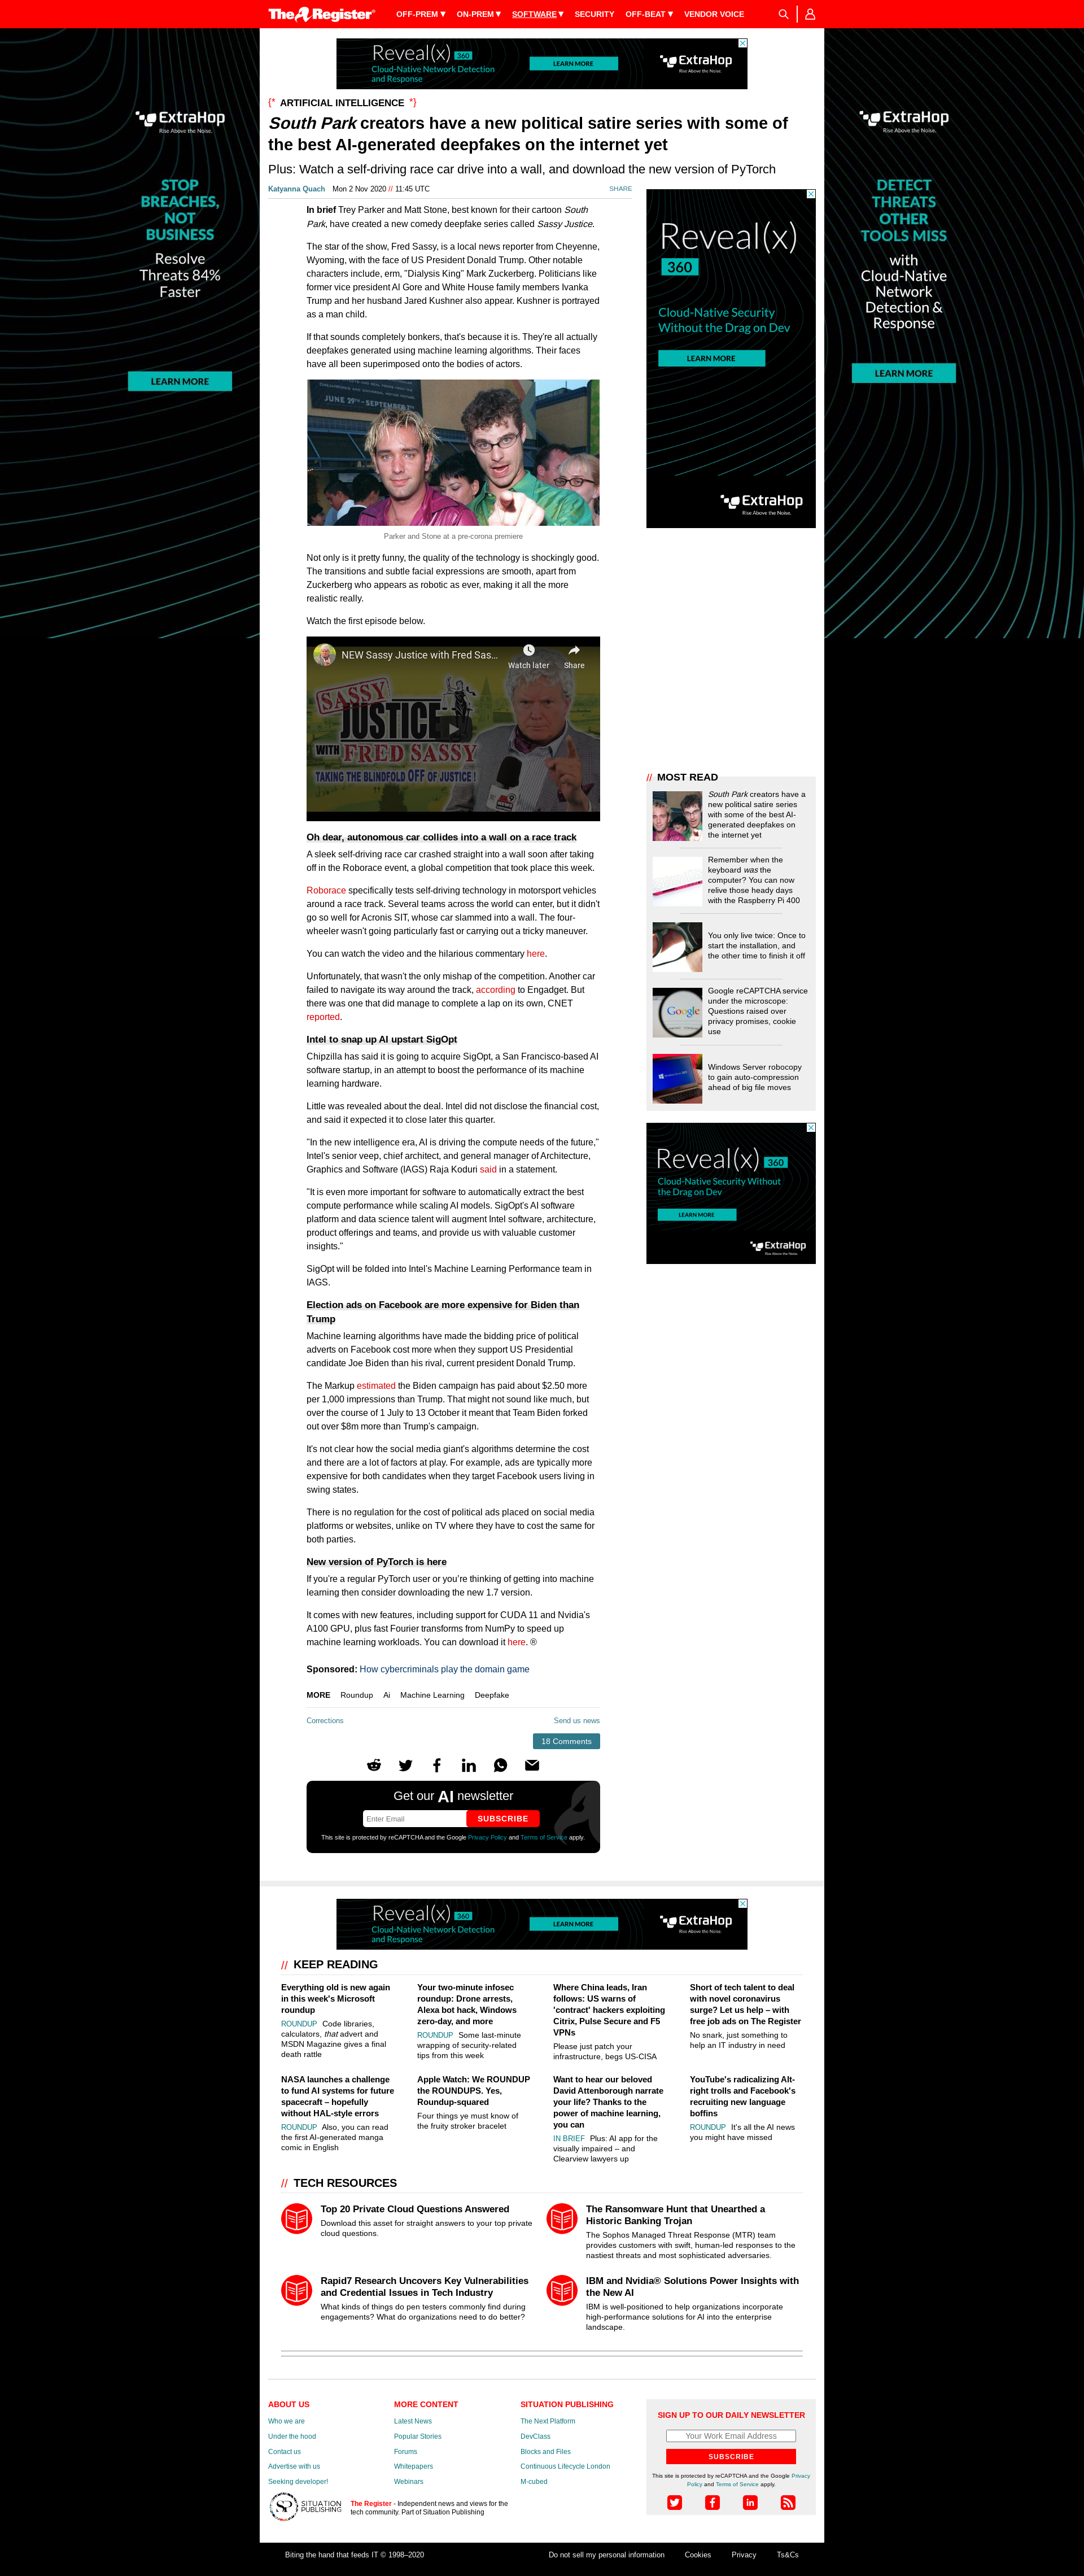 The Register®
OFF-PREM ▼ ON-PREM ▼ SOFTWARE ▼ SECURITY OFF-BEAT ▼ VENDOR VOICE
Reveal(x) 360
Cloud-Native Network Detection
and Response
LEARN MORE
ExtraHop
Rise Above the Noise.
ExtraHop
Rise Above the Noise.
STOP
BREACHES,
NOT
BUSINESS
Resolve
Threats 84%
Faster
LEARN MORE
ExtraHop
Rise Above the Noise.
DETECT
THREATS
OTHER
TOOLS MISS
with
Cloud-Native
Network
Detection &
Response
LEARN MORE
{* ARTIFICIAL INTELLIGENCE *}
South Park creators have a new political satire series with some of
the best AI-generated deepfakes on the internet yet
Plus: Watch a self-driving race car drive into a wall, and download the new version of PyTorch
Katyanna Quach Mon 2 Nov 2020 // 11:45 UTC
SHARE
In brief Trey Parker and Matt Stone, best known for their cartoon South
Park, have created a new comedy deepfake series called Sassy Justice.
The star of the show, Fred Sassy, is a local news reporter from Cheyenne,
Wyoming, with the face of US President Donald Trump. Other notable
characters include, erm, "Dialysis King" Mark Zuckerberg. Politicians like
former vice president Al Gore and White House family members Ivanka
Trump and her husband Jared Kushner also appear. Kushner is portrayed
as a man child.
If that sounds completely bonkers, that's because it is. They're all actually
deepfakes generated using machine learning algorithms. Their faces
have all been superimposed onto the bodies of actors.
Parker and Stone at a pre-corona premiere
Not only is it pretty funny, the quality of the technology is shockingly good.
The transitions and subtle facial expressions are smooth, apart from
Zuckerberg who appears as robotic as ever, making it all the more
realistic really.
Watch the first episode below.
NEW Sassy Justice with Fred Sas...
Watch later
Share
SASSY
JUSTICE
WITH FRED SASSY
TAKING THE BLINDFOLD OFF OF JUSTICE!
NEWS
Oh dear, autonomous car collides into a wall on a race track
A sleek self-driving race car crashed straight into a wall soon after taking
off in the Roborace event, a global competition that took place this week.
Roborace specifically tests self-driving technology in motorsport vehicles
around a race track. Several teams across the world can enter, but it didn't
go so well for Acronis SIT, whose car slammed into a wall. The four-
wheeler wasn't going particularly fast or carrying out a tricky maneuver.
You can watch the video and the hilarious commentary here.
Unfortunately, that wasn't the only mishap of the competition. Another car
failed to navigate its way around the track, according to Engadget. But
there was one that did manage to complete a lap on its own, CNET
reported.
Intel to snap up AI upstart SigOpt
Chipzilla has said it is going to acquire SigOpt, a San Francisco-based AI
software startup, in an attempt to boost the performance of its machine
learning hardware.
Little was revealed about the deal. Intel did not disclose the financial cost,
and said it expected it to close later this quarter.
"In the new intelligence era, AI is driving the compute needs of the future,"
Intel's senior veep, chief architect, and general manager of Architecture,
Graphics and Software (IAGS) Raja Koduri said in a statement.
"It is even more important for software to automatically extract the best
compute performance while scaling AI models. SigOpt's AI software
platform and data science talent will augment Intel software, architecture,
product offerings and teams, and provide us with valuable customer
insights."
SigOpt will be folded into Intel's Machine Learning Performance team in
IAGS.
Election ads on Facebook are more expensive for Biden than
Trump
Machine learning algorithms have made the bidding price of political
adverts on Facebook cost more when they support US Presidential
candidate Joe Biden than his rival, current president Donald Trump.
The Markup estimated the Biden campaign has paid about $2.50 more
per 1,000 impressions than Trump. That might not sound like much, but
over the course of 1 July to 13 October it meant that Team Biden forked
out over $8m more than Trump's campaign.
It's not clear how the social media giant's algorithms determine the cost
and there are a lot of factors at play. For example, ads are typically more
expensive for both candidates when they target Facebook users living in
swing states.
There is no regulation for the cost of political ads placed on social media
platforms or websites, unlike on TV where they have to cost the same for
both parties.
New version of PyTorch is here
If you're a regular PyTorch user or you're thinking of getting into machine
learning then consider downloading the new 1.7 version.
It comes with new features, including support for CUDA 11 and Nvidia's
A100 GPU, plus fast Fourier transforms from NumPy to speed up
machine learning workloads. You can download it here. ®
Sponsored: How cybercriminals play the domain game
MORE Roundup Ai Machine Learning Deepfake
Corrections
Send us news
18 Comments
Get our AI newsletter
Enter Email
SUBSCRIBE
This site is protected by reCAPTCHA and the Google Privacy Policy and Terms of Service apply.
Reveal(x)
360
Cloud-Native Security
Without the Drag on Dev
LEARN MORE
ExtraHop
Rise Above the Noise.
// MOST READ
South Park creators have a
new political satire series
with some of the best AI-
generated deepfakes on
the internet yet
Remember when the
keyboard was the
computer? You can now
relive those heady days
with the Raspberry Pi 400
You only live twice: Once to
start the installation, and
the other time to finish it off
Google
Google reCAPTCHA service
under the microscope:
Questions raised over
privacy promises, cookie
use
Windows Server robocopy
to gain auto-compression
ahead of big file moves
Reveal(x) 360
Cloud-Native Security Without
the Drag on Dev
LEARN MORE
ExtraHop
Rise Above the Noise.
Reveal(x) 360
Cloud-Native Network Detection
and Response
LEARN MORE
ExtraHop
Rise Above the Noise.
// KEEP READING
Everything old is new again
in this week's Microsoft
roundup
ROUNDUP Code libraries,
calculators, that advert and
MSDN Magazine gives a final
death rattle
Your two-minute infosec
roundup: Drone arrests,
Alexa bot hack, Windows
zero-day, and more
ROUNDUP Some last-minute
wrapping of security-related
tips from this week
Where China leads, Iran
follows: US warns of
'contract' hackers exploiting
Citrix, Pulse Secure and F5
VPNs
Please just patch your
infrastructure, begs US-CISA
Short of tech talent to deal
with novel coronavirus
surge? Let us help – with
free job ads on The Register
No snark, just something to
help an IT industry in need
NASA launches a challenge
to fund AI systems for future
spacecraft – hopefully
without HAL-style errors
ROUNDUP Also, you can read
the first AI-generated manga
comic in English
Apple Watch: We ROUNDUP
the ROUNDUPS. Yes,
Roundup-squared
Four things ye must know of
the fruity stroker bracelet
Want to hear our beloved
David Attenborough narrate
your life? Thanks to the
power of machine learning,
you can
IN BRIEF Plus: AI app for the
visually impaired – and
Clearview lawyers up
YouTube's radicalizing Alt-
right trolls and Facebook's
recruiting new language
boffins
ROUNDUP It's all the AI news
you might have missed
// TECH RESOURCES
Top 20 Private Cloud Questions Answered
Download this asset for straight answers to your top private
cloud questions.
The Ransomware Hunt that Unearthed a
Historic Banking Trojan
The Sophos Managed Threat Response (MTR) team
provides customers with swift, human-led responses to the
nastiest threats and most sophisticated adversaries.
Rapid7 Research Uncovers Key Vulnerabilities
and Credential Issues in Tech Industry
What kinds of things do pen testers commonly find during
engagements? What do organizations need to do better?
IBM and Nvidia® Solutions Power Insights with
the New AI
IBM is well-positioned to help organizations incorporate
high-performance solutions for AI into the enterprise
landscape.
ABOUT US
Who we are
Under the hood
Contact us
Advertise with us
Seeking developer!
MORE CONTENT
Latest News
Popular Stories
Forums
Whitepapers
Webinars
SITUATION PUBLISHING
The Next Platform
DevClass
Blocks and Files
Continuous Lifecycle London
M-cubed
SIGN UP TO OUR DAILY NEWSLETTER
Your Work Email Address
SUBSCRIBE
This site is protected by reCAPTCHA and the Google Privacy
Policy and Terms of Service apply.
SP SITUATION
PUBLISHING
The Register - Independent news and views for the
tech community. Part of Situation Publishing
Biting the hand that feeds IT © 1998–2020
Do not sell my personal information Cookies Privacy Ts&Cs